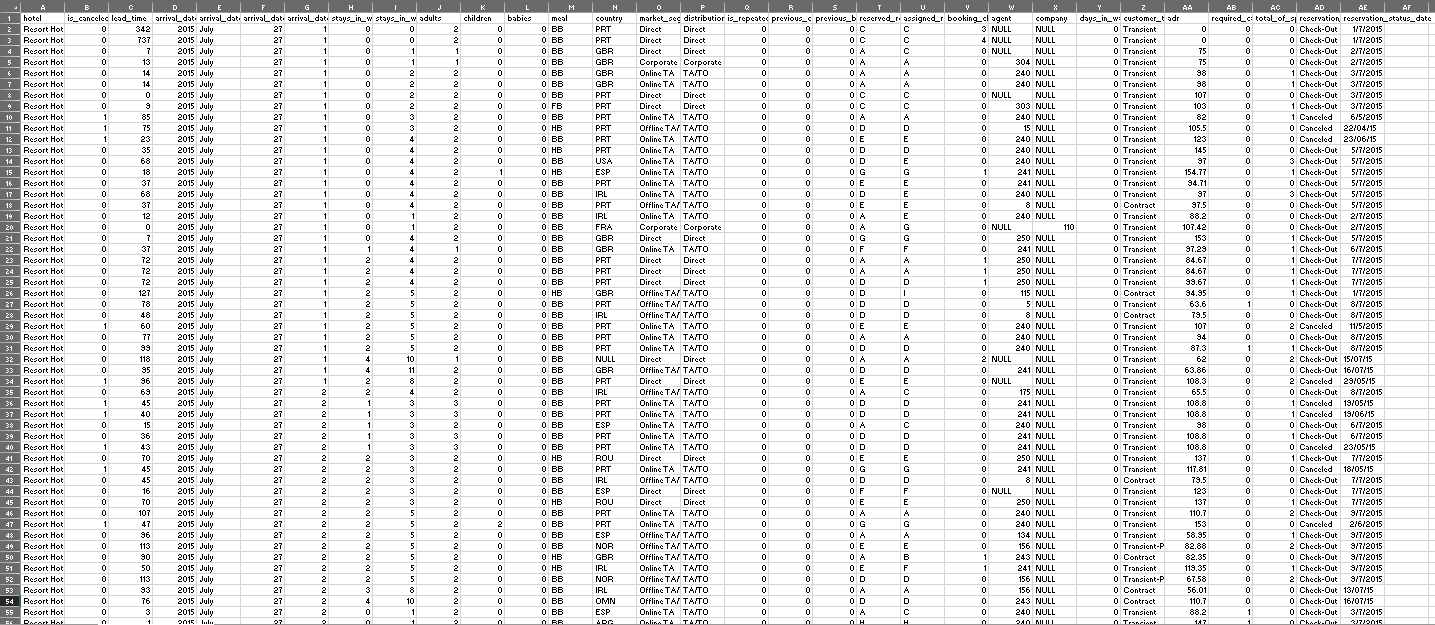 A B C D E F G H I J K L M N O P Q R S T U V W X Y Z AA AB AC AD AE AF
1 hotel is_canceled lead_time arrival_date arrival_date arrival_date arrival_date stays_in_w stays_in_w adults children babies meal country market_seg distribution is_repeated previous_c previous_b reserved_r assigned_r booking_ch agent company days_in_wa customer_t adr required_ca total_of_sp reservation_ reservation_status_date
2 Resort Hot 0 342 2015 July 27 1 0 0 2 0 0 BB PRT Direct Direct 0 0 0 C C 3 NULL NULL 0 Transient 0 0 0 Check-Out 1/7/2015
3 Resort Hot 0 737 2015 July 27 1 0 0 2 0 0 BB PRT Direct Direct 0 0 0 C C 4 NULL NULL 0 Transient 0 0 0 Check-Out 1/7/2015
4 Resort Hot 0 7 2015 July 27 1 0 1 1 0 0 BB GBR Direct Direct 0 0 0 A C 0 NULL NULL 0 Transient 75 0 0 Check-Out 2/7/2015
5 Resort Hot 0 13 2015 July 27 1 0 1 1 0 0 BB GBR Corporate Corporate 0 0 0 A A 0 304 NULL 0 Transient 75 0 0 Check-Out 2/7/2015
6 Resort Hot 0 14 2015 July 27 1 0 2 2 0 0 BB GBR Online TA TA/TO 0 0 0 A A 0 240 NULL 0 Transient 98 0 1 Check-Out 3/7/2015
7 Resort Hot 0 14 2015 July 27 1 0 2 2 0 0 BB GBR Online TA TA/TO 0 0 0 A A 0 240 NULL 0 Transient 98 0 1 Check-Out 3/7/2015
8 Resort Hot 0 0 2015 July 27 1 0 2 2 0 0 BB PRT Direct Direct 0 0 0 C C 0 NULL NULL 0 Transient 107 0 0 Check-Out 3/7/2015
9 Resort Hot 0 9 2015 July 27 1 0 2 2 0 0 FB PRT Direct Direct 0 0 0 C C 0 303 NULL 0 Transient 103 0 1 Check-Out 3/7/2015
10 Resort Hot 1 85 2015 July 27 1 0 3 2 0 0 BB PRT Online TA TA/TO 0 0 0 A A 0 240 NULL 0 Transient 82 0 1 Canceled 6/5/2015
11 Resort Hot 1 75 2015 July 27 1 0 3 2 0 0 HB PRT Offline TA/ TA/TO 0 0 0 D D 0 15 NULL 0 Transient 105.5 0 0 Canceled 22/04/15
12 Resort Hot 1 23 2015 July 27 1 0 4 2 0 0 BB PRT Online TA TA/TO 0 0 0 E E 0 240 NULL 0 Transient 123 0 0 Canceled 23/06/15
13 Resort Hot 0 35 2015 July 27 1 0 4 2 0 0 HB PRT Online TA TA/TO 0 0 0 D D 0 240 NULL 0 Transient 145 0 0 Check-Out 5/7/2015
14 Resort Hot 0 68 2015 July 27 1 0 4 2 0 0 BB USA Online TA TA/TO 0 0 0 D E 0 240 NULL 0 Transient 97 0 3 Check-Out 5/7/2015
15 Resort Hot 0 18 2015 July 27 1 0 4 2 1 0 HB ESP Online TA TA/TO 0 0 0 G G 1 241 NULL 0 Transient 154.77 0 1 Check-Out 5/7/2015
16 Resort Hot 0 37 2015 July 27 1 0 4 2 0 0 BB PRT Online TA TA/TO 0 0 0 E E 0 241 NULL 0 Transient 94.71 0 0 Check-Out 5/7/2015
17 Resort Hot 0 68 2015 July 27 1 0 4 2 0 0 BB IRL Online TA TA/TO 0 0 0 D E 0 240 NULL 0 Transient 97 0 3 Check-Out 5/7/2015
18 Resort Hot 0 37 2015 July 27 1 0 4 2 0 0 BB PRT Offline TA/ TA/TO 0 0 0 E E 0 8 NULL 0 Contract 97.5 0 0 Check-Out 5/7/2015
19 Resort Hot 0 12 2015 July 27 1 0 1 2 0 0 BB IRL Online TA TA/TO 0 0 0 A E 0 240 NULL 0 Transient 88.2 0 0 Check-Out 2/7/2015
20 Resort Hot 0 0 2015 July 27 1 0 1 2 0 0 BB FRA Corporate Corporate 0 0 0 A G 0 NULL 110 0 Transient 107.42 0 0 Check-Out 2/7/2015
21 Resort Hot 0 7 2015 July 27 1 0 4 2 0 0 BB GBR Direct Direct 0 0 0 G G 0 250 NULL 0 Transient 153 0 1 Check-Out 5/7/2015
22 Resort Hot 0 37 2015 July 27 1 1 4 1 0 0 BB GBR Online TA TA/TO 0 0 0 F F 0 241 NULL 0 Transient 97.29 0 1 Check-Out 6/7/2015
23 Resort Hot 0 72 2015 July 27 1 2 4 2 0 0 BB PRT Direct Direct 0 0 0 A A 1 250 NULL 0 Transient 84.67 0 1 Check-Out 7/7/2015
24 Resort Hot 0 72 2015 July 27 1 2 4 2 0 0 BB PRT Direct Direct 0 0 0 A A 1 250 NULL 0 Transient 84.67 0 1 Check-Out 7/7/2015
25 Resort Hot 0 72 2015 July 27 1 2 4 2 0 0 BB PRT Direct Direct 0 0 0 D D 1 250 NULL 0 Transient 99.67 0 1 Check-Out 7/7/2015
26 Resort Hot 0 127 2015 July 27 1 2 5 2 0 0 HB GBR Offline TA/ TA/TO 0 0 0 D I 0 115 NULL 0 Contract 94.95 0 1 Check-Out 1/7/2015
27 Resort Hot 0 78 2015 July 27 1 2 5 2 0 0 BB PRT Offline TA/ TA/TO 0 0 0 D D 0 5 NULL 0 Transient 63.6 1 0 Check-Out 8/7/2015
28 Resort Hot 0 48 2015 July 27 1 2 5 2 0 0 BB IRL Offline TA/ TA/TO 0 0 0 D D 0 8 NULL 0 Contract 79.5 0 0 Check-Out 8/7/2015
29 Resort Hot 1 60 2015 July 27 1 2 5 2 0 0 BB PRT Online TA TA/TO 0 0 0 E E 0 240 NULL 0 Transient 107 0 2 Canceled 11/5/2015
30 Resort Hot 0 77 2015 July 27 1 2 5 2 0 0 BB PRT Online TA TA/TO 0 0 0 A A 0 240 NULL 0 Transient 94 0 0 Check-Out 8/7/2015
31 Resort Hot 0 99 2015 July 27 1 2 5 2 0 0 BB PRT Online TA TA/TO 0 0 0 D D 0 240 NULL 0 Transient 87.3 1 1 Check-Out 8/7/2015
32 Resort Hot 0 118 2015 July 27 1 4 10 1 0 0 BB NULL Direct Direct 0 0 0 A A 2 NULL NULL 0 Transient 62 0 2 Check-Out 15/07/15
33 Resort Hot 0 95 2015 July 27 1 4 11 2 0 0 BB GBR Offline TA/ TA/TO 0 0 0 D D 0 241 NULL 0 Transient 63.86 0 0 Check-Out 16/07/15
34 Resort Hot 1 96 2015 July 27 1 2 8 2 0 0 BB PRT Direct Direct 0 0 0 E E 0 NULL NULL 0 Transient 108.3 0 2 Canceled 29/05/15
35 Resort Hot 0 69 2015 July 27 2 2 4 2 0 0 BB IRL Online TA TA/TO 0 0 0 A C 0 175 NULL 0 Transient 65.5 0 0 Check-Out 8/7/2015
36 Resort Hot 1 45 2015 July 27 2 1 3 3 0 0 BB PRT Online TA TA/TO 0 0 0 D D 0 241 NULL 0 Transient 108.8 0 1 Canceled 19/05/15
37 Resort Hot 1 40 2015 July 27 2 1 3 3 0 0 BB PRT Online TA TA/TO 0 0 0 D D 0 241 NULL 0 Transient 108.8 0 1 Canceled 19/06/15
38 Resort Hot 0 15 2015 July 27 2 1 3 2 0 0 BB ESP Online TA TA/TO 0 0 0 A C 0 240 NULL 0 Transient 98 0 1 Check-Out 6/7/2015
39 Resort Hot 0 36 2015 July 27 2 1 3 3 0 0 BB PRT Online TA TA/TO 0 0 0 D D 0 241 NULL 0 Transient 108.8 0 1 Check-Out 6/7/2015
40 Resort Hot 1 43 2015 July 27 2 1 3 3 0 0 BB PRT Online TA TA/TO 0 0 0 D D 0 241 NULL 0 Transient 108.8 0 0 Canceled 23/05/15
41 Resort Hot 0 70 2015 July 27 2 2 3 2 0 0 HB ROU Direct Direct 0 0 0 E E 0 250 NULL 0 Transient 137 0 1 Check-Out 7/7/2015
42 Resort Hot 1 45 2015 July 27 2 2 3 2 0 0 BB PRT Online TA TA/TO 0 0 0 G G 0 241 NULL 0 Transient 117.81 0 0 Canceled 18/05/15
43 Resort Hot 0 45 2015 July 27 2 2 3 2 0 0 BB IRL Offline TA/ TA/TO 0 0 0 D D 0 8 NULL 0 Contract 79.5 0 0 Check-Out 7/7/2015
44 Resort Hot 0 16 2015 July 27 2 2 3 2 0 0 BB ESP Direct Direct 0 0 0 F F 0 NULL NULL 0 Transient 123 0 0 Check-Out 7/7/2015
45 Resort Hot 0 70 2015 July 27 2 2 3 2 0 0 HB ROU Direct Direct 0 0 0 E E 0 250 NULL 0 Transient 137 0 1 Check-Out 7/7/2015
46 Resort Hot 0 107 2015 July 27 2 2 5 2 0 0 BB PRT Online TA TA/TO 0 0 0 A A 0 240 NULL 0 Transient 110.7 0 2 Check-Out 9/7/2015
47 Resort Hot 1 47 2015 July 27 2 2 5 2 2 0 BB PRT Online TA TA/TO 0 0 0 G G 0 240 NULL 0 Transient 153 0 0 Canceled 2/6/2015
48 Resort Hot 0 96 2015 July 27 2 2 5 2 0 0 BB ESP Online TA TA/TO 0 0 0 A A 0 134 NULL 0 Transient 58.95 0 1 Check-Out 9/7/2015
49 Resort Hot 0 113 2015 July 27 2 2 5 2 0 0 BB NOR Offline TA/ TA/TO 0 0 0 E E 0 156 NULL 0 Transient-P 82.88 0 2 Check-Out 9/7/2015
50 Resort Hot 0 90 2015 July 27 2 2 5 2 0 0 HB GBR Offline TA/ TA/TO 0 0 0 A B 1 243 NULL 0 Contract 82.35 0 0 Check-Out 9/7/2015
51 Resort Hot 0 50 2015 July 27 2 2 5 2 0 0 HB IRL Online TA TA/TO 0 0 0 E F 1 241 NULL 0 Transient 119.35 0 1 Check-Out 9/7/2015
52 Resort Hot 0 113 2015 July 27 2 2 5 2 0 0 BB NOR Offline TA/ TA/TO 0 0 0 D D 0 156 NULL 0 Transient-P 67.58 0 2 Check-Out 9/7/2015
53 Resort Hot 0 93 2015 July 27 2 3 8 2 0 0 BB IRL Offline TA/ TA/TO 0 0 0 A A 0 156 NULL 0 Contract 56.01 0 0 Check-Out 13/07/15
54 Resort Hot 0 76 2015 July 27 2 4 10 2 0 0 BB OMN Online TA TA/TO 0 0 0 D D 0 243 NULL 0 Contract 110.7 0 0 Check-Out 16/07/15
55 Resort Hot 0 3 2015 July 27 2 0 1 2 0 0 BB ESP Online TA TA/TO 0 0 0 A C 0 240 NULL 0 Transient 88.2 1 0 Check-Out 3/7/2015
56 Resort Hot 0 1 2015 July 27 2 0 1 2 0 0 BB ARG Online TA TA/TO 0 0 0 H H 0 240 NULL 0 Transient 147 1 0 Check-Out 3/7/2015